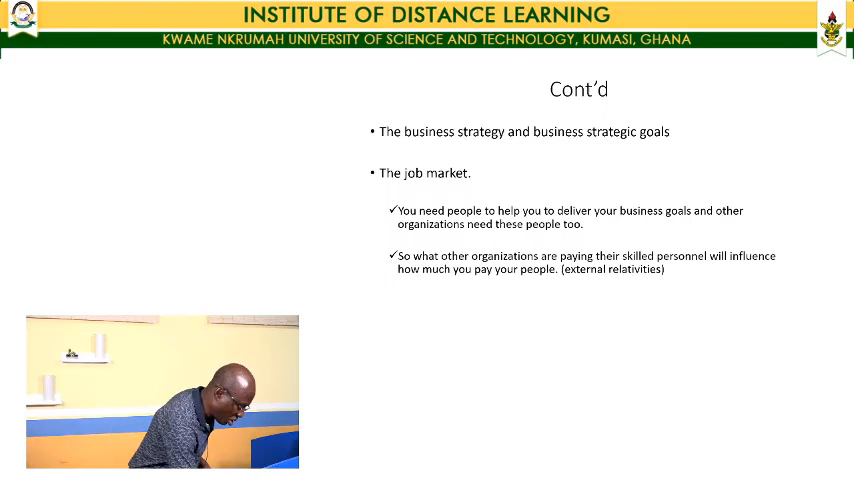 INSTITUTE OF DISTANCE LEARNING
KWAME NKRUMAH UNIVERSITY OF SCIENCE AND TECHNOLOGY, KUMASI, GHANA
Cont'd
• The business strategy and business strategic goals
• The job market.
✓You need people to help you to deliver your business goals and other
organizations need these people too.
✓So what other organizations are paying their skilled personnel will influence
how much you pay your people. (external relativities)